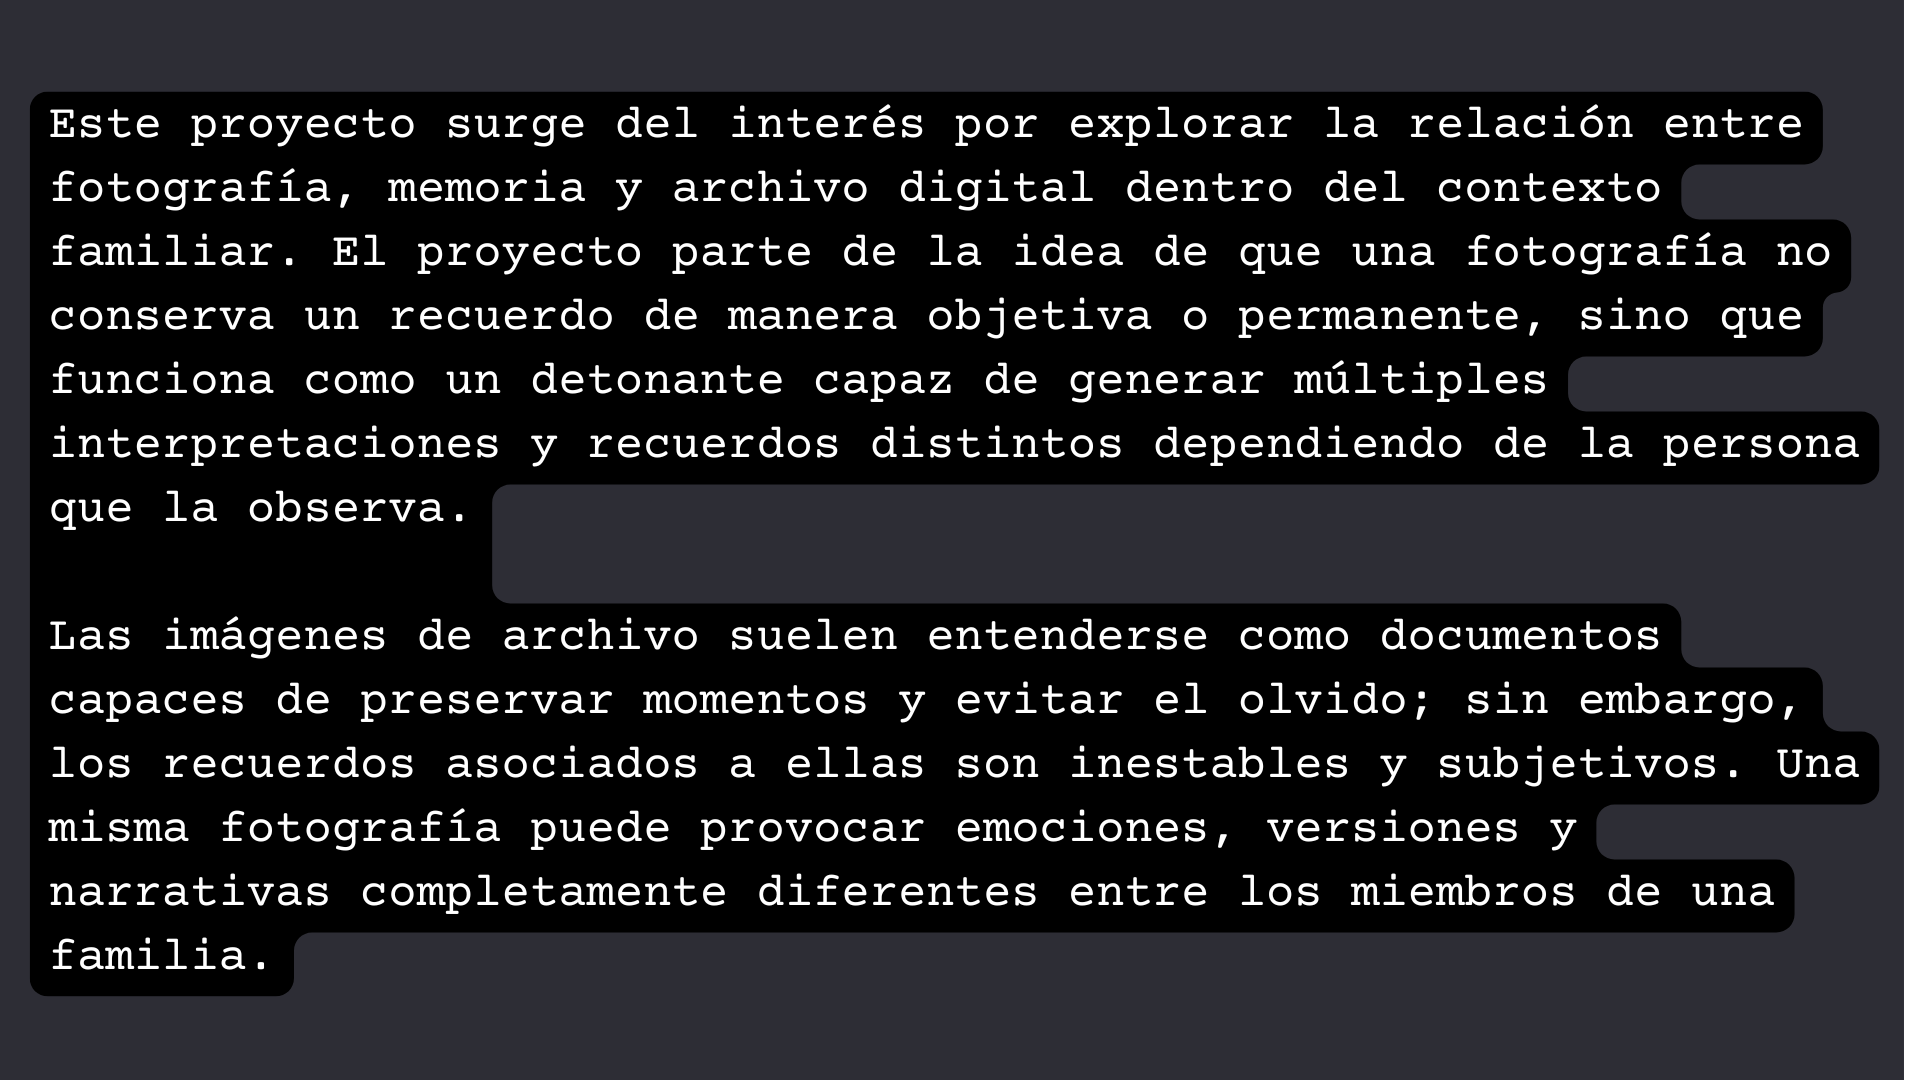 Este proyecto surge del interés por explorar la relación entre
fotografía, memoria y archivo digital dentro del contexto
familiar. El proyecto parte de la idea de que una fotografía no
conserva un recuerdo de manera objetiva o permanente, sino que
funciona como un detonante capaz de generar múltiples
interpretaciones y recuerdos distintos dependiendo de la persona
que la observa.
Las imágenes de archivo suelen entenderse como documentos
capaces de preservar momentos y evitar el olvido; sin embargo,
los recuerdos asociados a ellas son inestables y subjetivos. Una
misma fotografía puede provocar emociones, versiones y
narrativas completamente diferentes entre los miembros de una
familia.